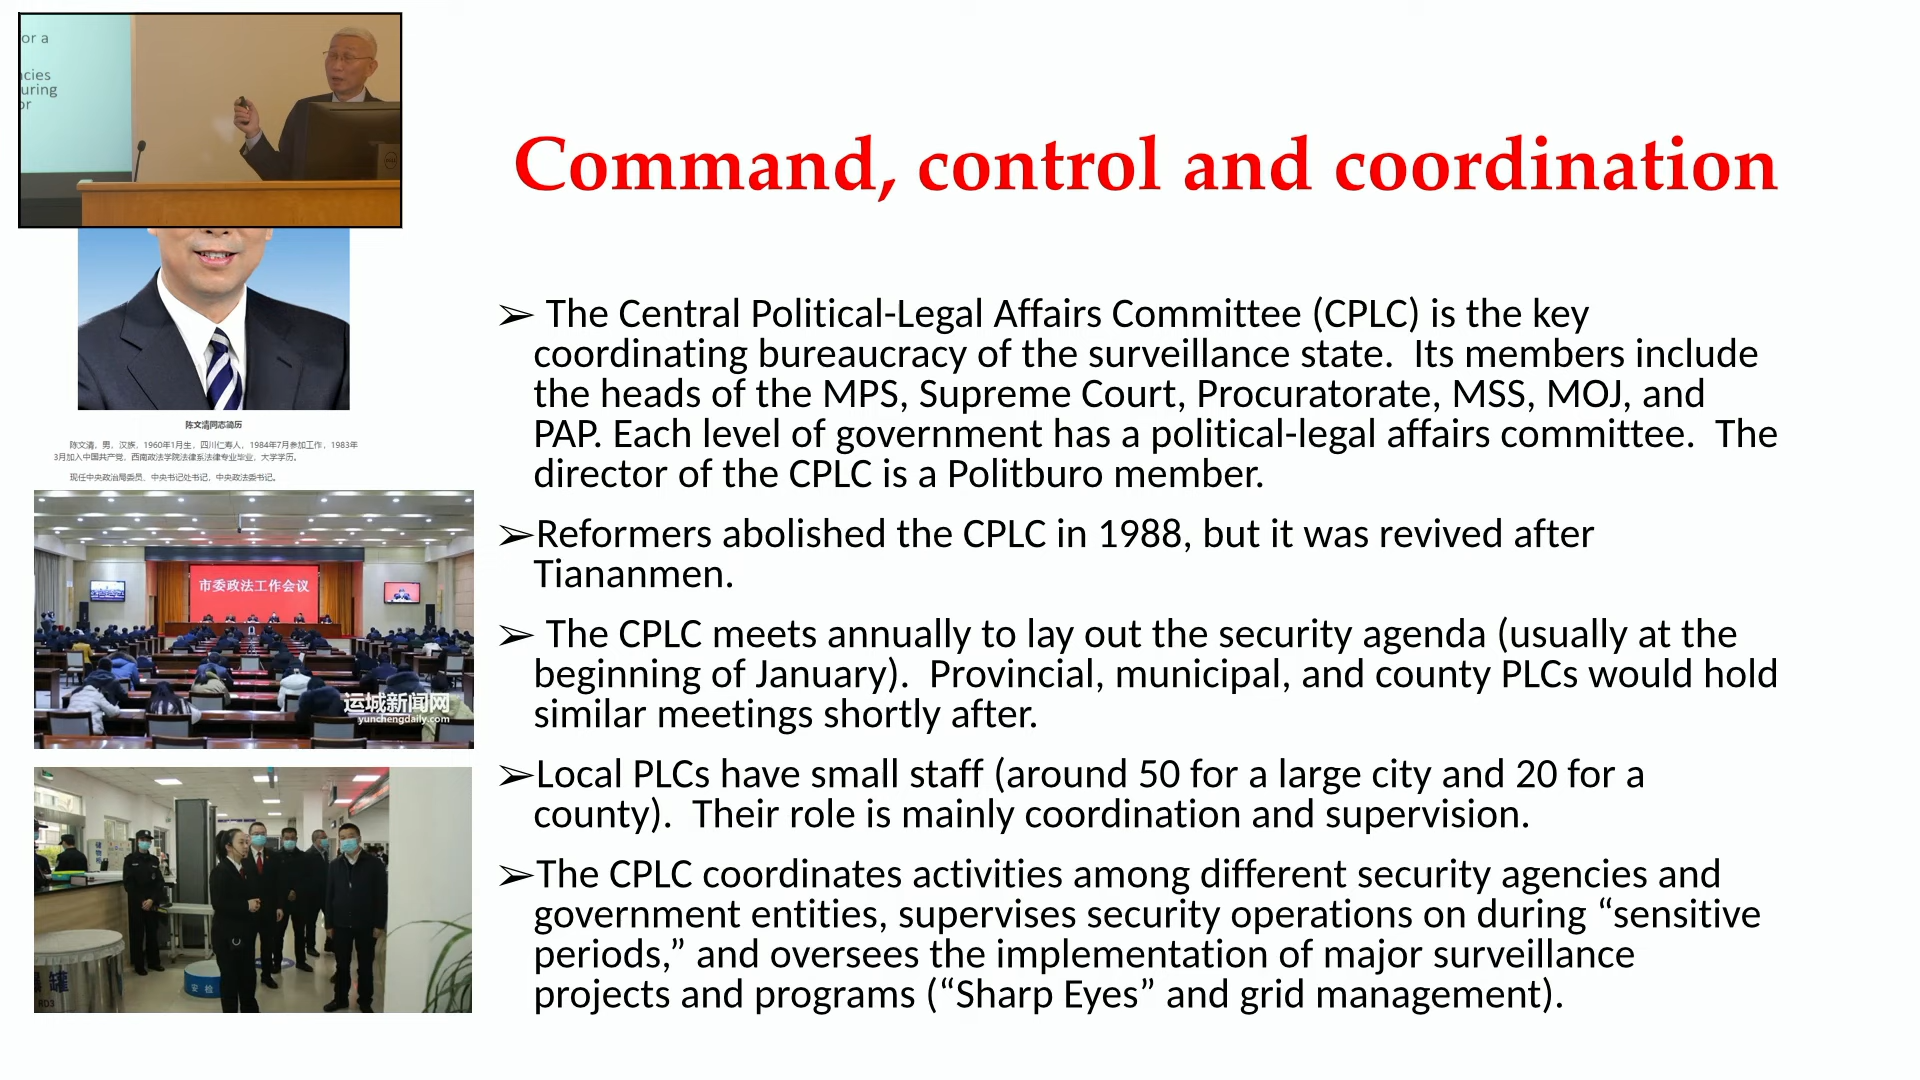 or a
acies
uring
or
Command, control and coordination
陈文清同志简历
陈文清，男，汉族，1960年1月生，四川仁寿人，1984年7月参加工作，1983年
3月加入中国共产党，西南政法学院法律系法律专业毕业，大学学历。
现任中央政治局委员、中央书记处书记，中央政法委书记。
市委政法工作会议
运城新闻网
yunchengdaily.com
安检
罐
RD3
➢ The Central Political-Legal Affairs Committee (CPLC) is the key
coordinating bureaucracy of the surveillance state.  Its members include
the heads of the MPS, Supreme Court, Procuratorate, MSS, MOJ, and
PAP. Each level of government has a political-legal affairs committee.  The
director of the CPLC is a Politburo member.
➢Reformers abolished the CPLC in 1988, but it was revived after
Tiananmen.
➢ The CPLC meets annually to lay out the security agenda (usually at the
beginning of January).  Provincial, municipal, and county PLCs would hold
similar meetings shortly after.
➢Local PLCs have small staff (around 50 for a large city and 20 for a
county).  Their role is mainly coordination and supervision.
➢The CPLC coordinates activities among different security agencies and
government entities, supervises security operations on during “sensitive
periods,” and oversees the implementation of major surveillance
projects and programs (“Sharp Eyes” and grid management).